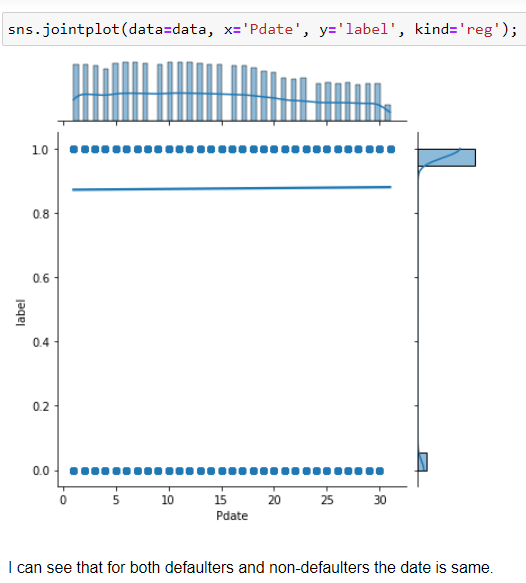 sns.jointplot(data=data, x='Pdate', y='label', kind='reg');
1.0
0.8
0.6
0.4
0.2
0.0
label
0 5 10 15 20 25 30
Pdate
I can see that for both defaulters and non-defaulters the date is same.